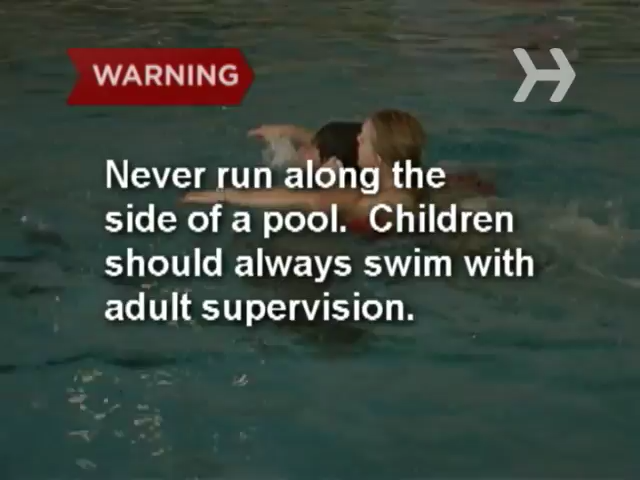 WARNING
Never run along the
side of a pool.  Children
should always swim with
adult supervision.